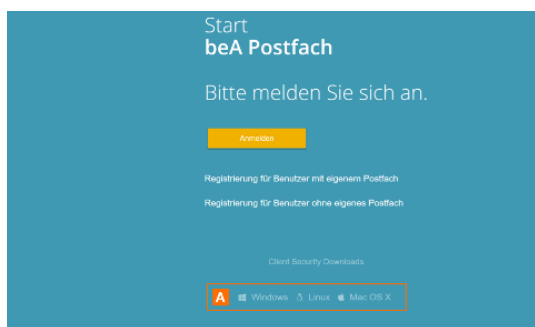 Start
beA Postfach
Bitte melden Sie sich an.
Anmelden
Registrierung für Benutzer mit eigenem Postfach
Registrierung für Benutzer ohne eigenes Postfach
Client Security Downloads
A Windows Linux Mac OS X